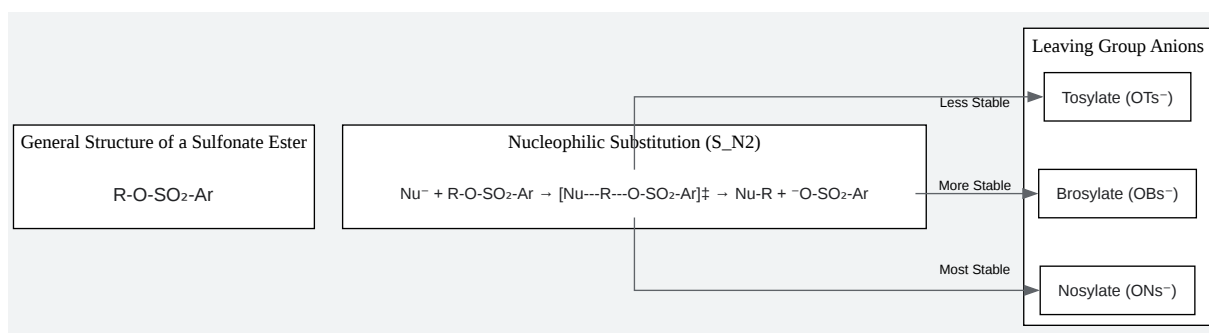 General Structure of a Sulfonate Ester
R-O-SO₂-Ar
Nucleophilic Substitution (S_N2)
Nu⁻ + R-O-SO₂-Ar → [Nu---R---O-SO₂-Ar]‡ → Nu-R + ⁻O-SO₂-Ar
Less Stable
More Stable
Most Stable
Leaving Group Anions
Tosylate (OTs⁻)
Brosylate (OBs⁻)
Nosylate (ONs⁻)